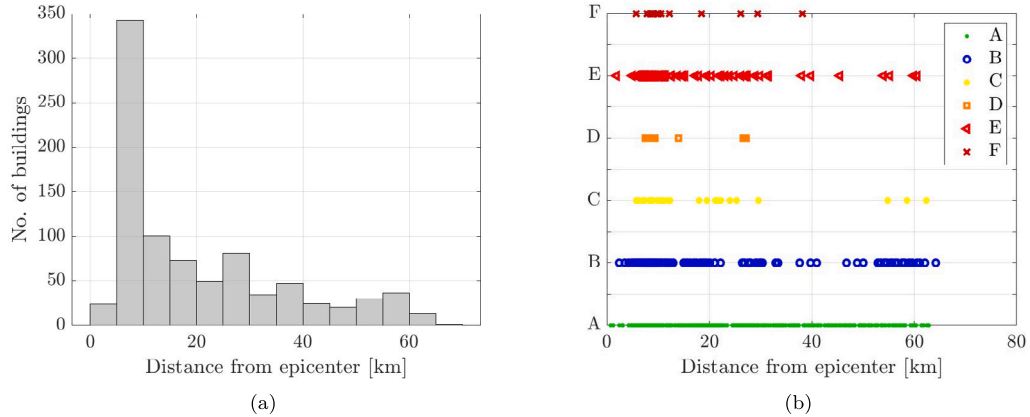 350
300
250
200
150
100
50
0
No. of buildings
0 20 40 60
Distance from epicenter [km]
(a)
F
E
D
C
B
A
A
B
C
D
E
F
0 20 40 60 80
Distance from epicenter [km]
(b)